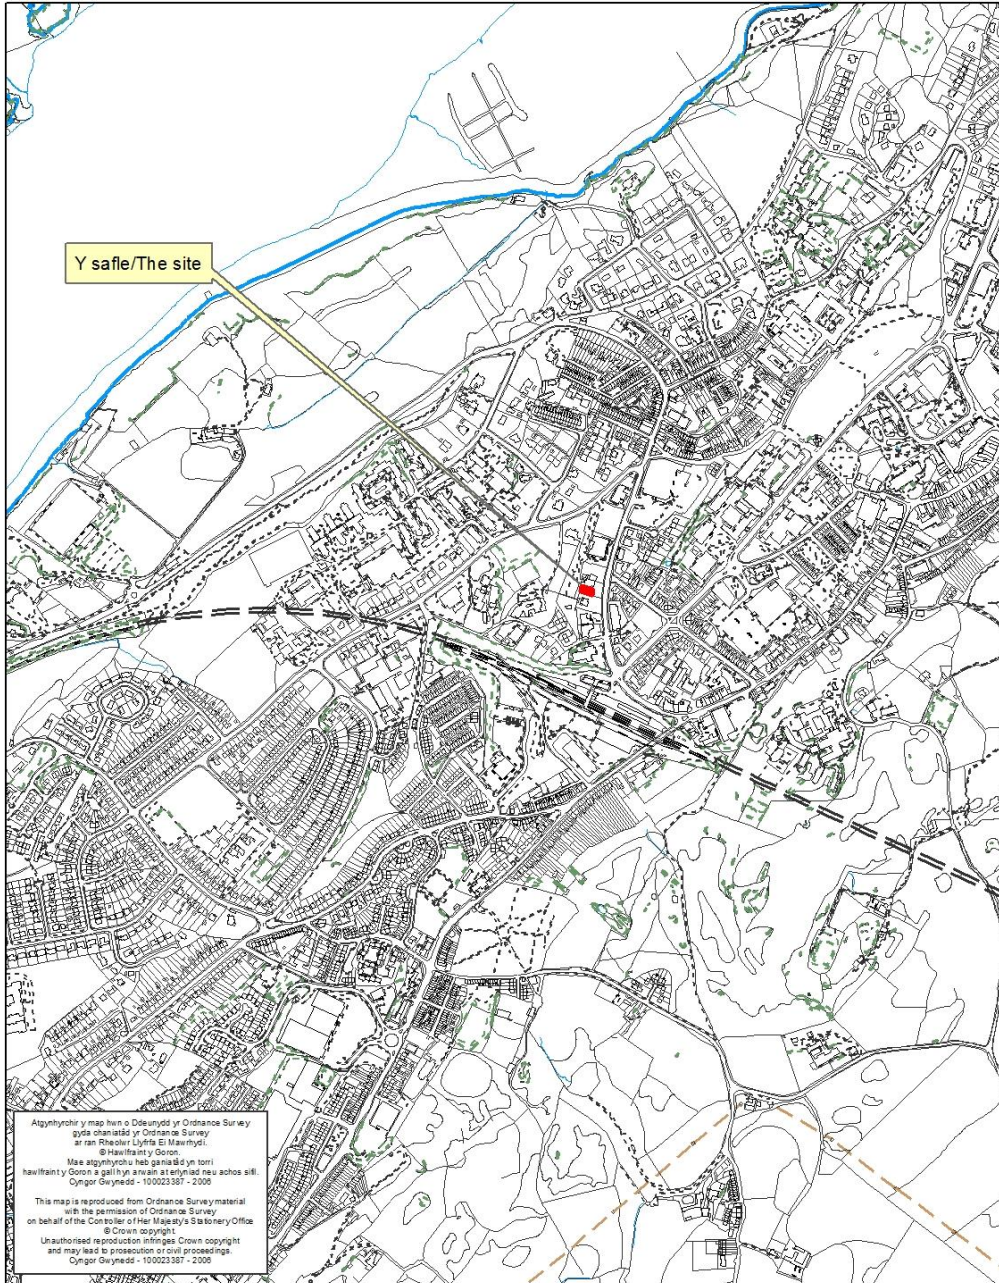 Y safle/The site
Atgynhyrchir y map hwn o Ddeunydd yr Ordnance Survey
gyda chaniatâd yr Ordnance Survey
ar ran Rheolwr Llyfrfa Ei Mawrhydi.
© Hawlfraint y Goron.
Mae atgynhyrchu heb ganiatâd yn torri
hawlfraint y Goron a gall hyn arwain at erlyniad neu achos sifil.
Cyngor Gwynedd - 100023387 - 2006
This map is reproduced from Ordnance Survey material
with the permission of Ordnance Survey
on behalf of the Controller of Her Majesty's Stationery Office
© Crown copyright.
Unauthorised reproduction infringes Crown copyright
and may lead to prosecution or civil proceedings.
Cyngor Gwynedd - 100023387 - 2006